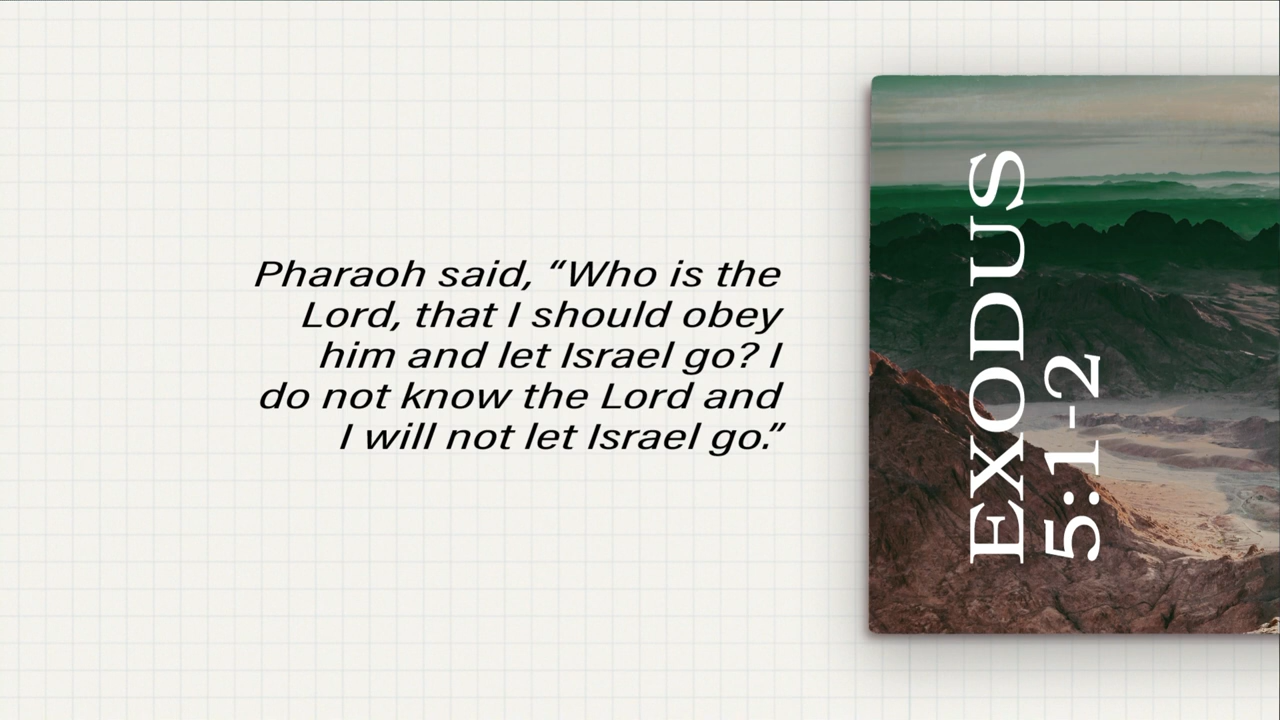 Pharaoh said, “Who is the
Lord, that I should obey
him and let Israel go? I
do not know the Lord and
I will not let Israel go.”
EXODUS
5:1-2